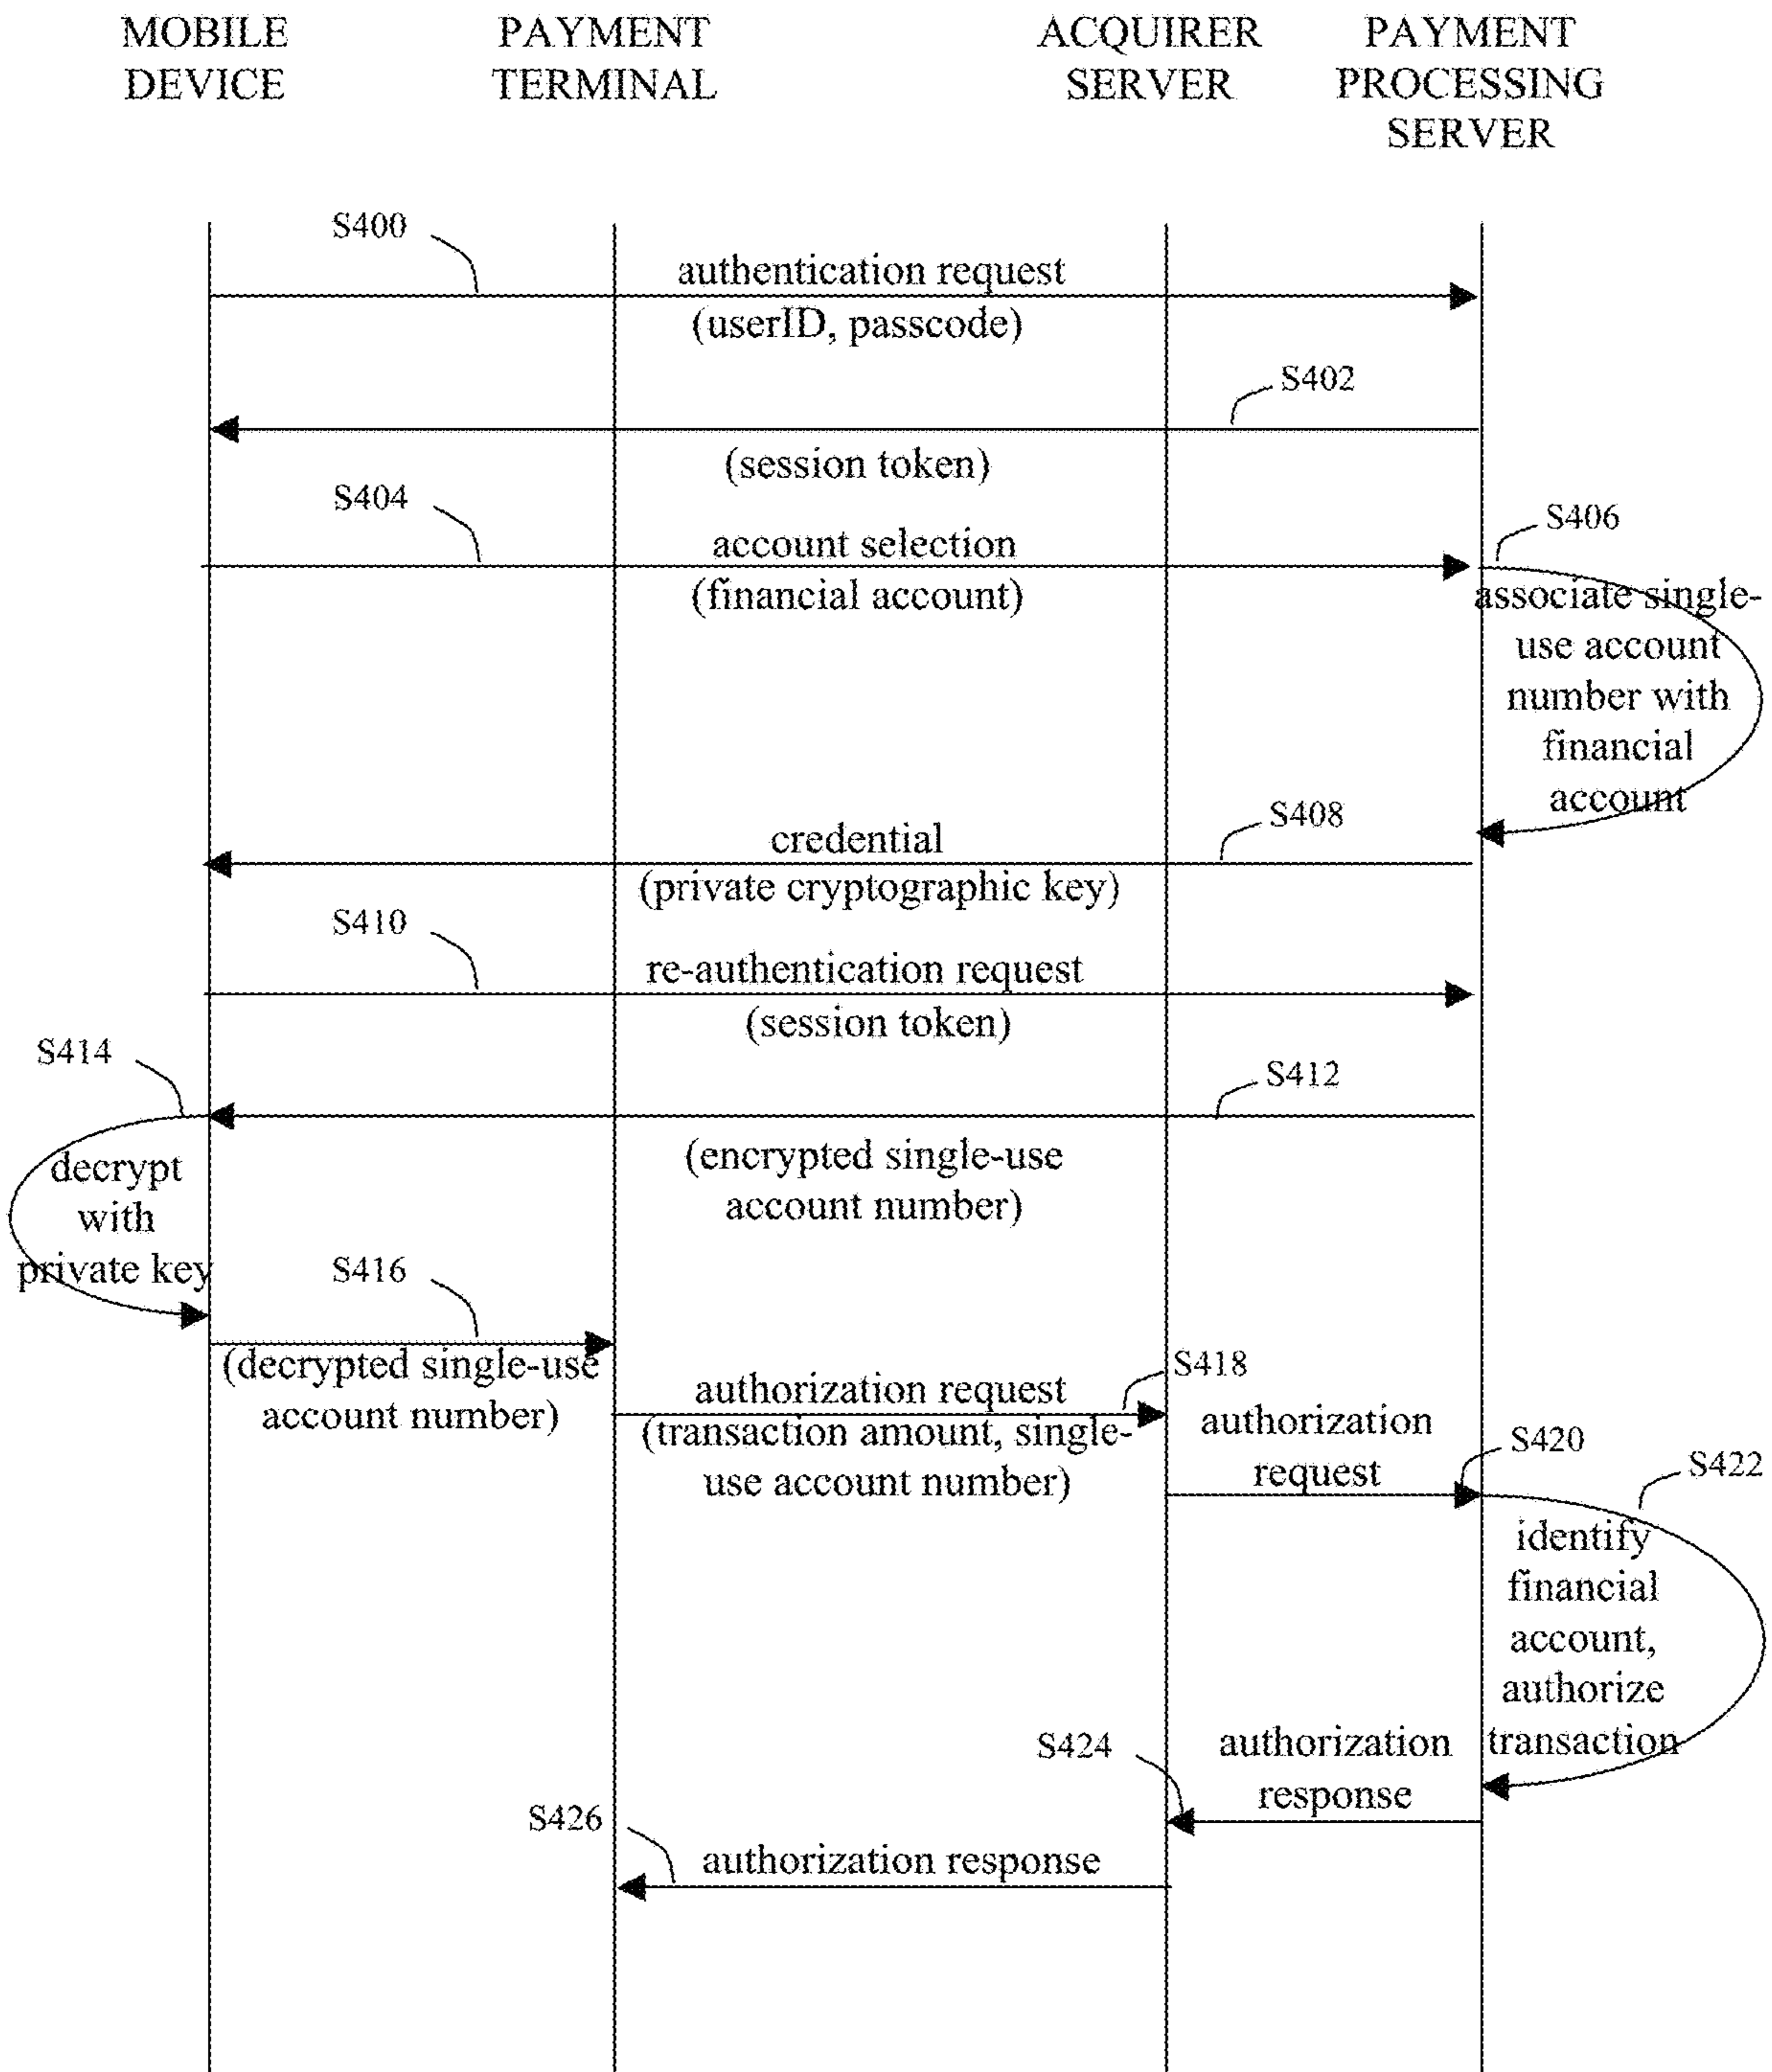 MOBILE
DEVICE
PAYMENT
TERMINAL
ACQUIRER
SERVER
PAYMENT
PROCESSING
SERVER
S400
authentication request
(userID, passcode)
S402
(session token)
S404
account selection
(financial account)
S406
associate single-
use account
number with
financial
account
S408
credential
(private cryptographic key)
S410
re-authentication request
(session token)
S414
S412
(encrypted single-use
account number)
decrypt
with
private key
S416
(decrypted single-use
account number)
S418
authorization request
(transaction amount, single-
use account number)
authorization
request
S420
S422
identify
financial
account,
authorize
transaction
S424
authorization
response
S426
authorization response